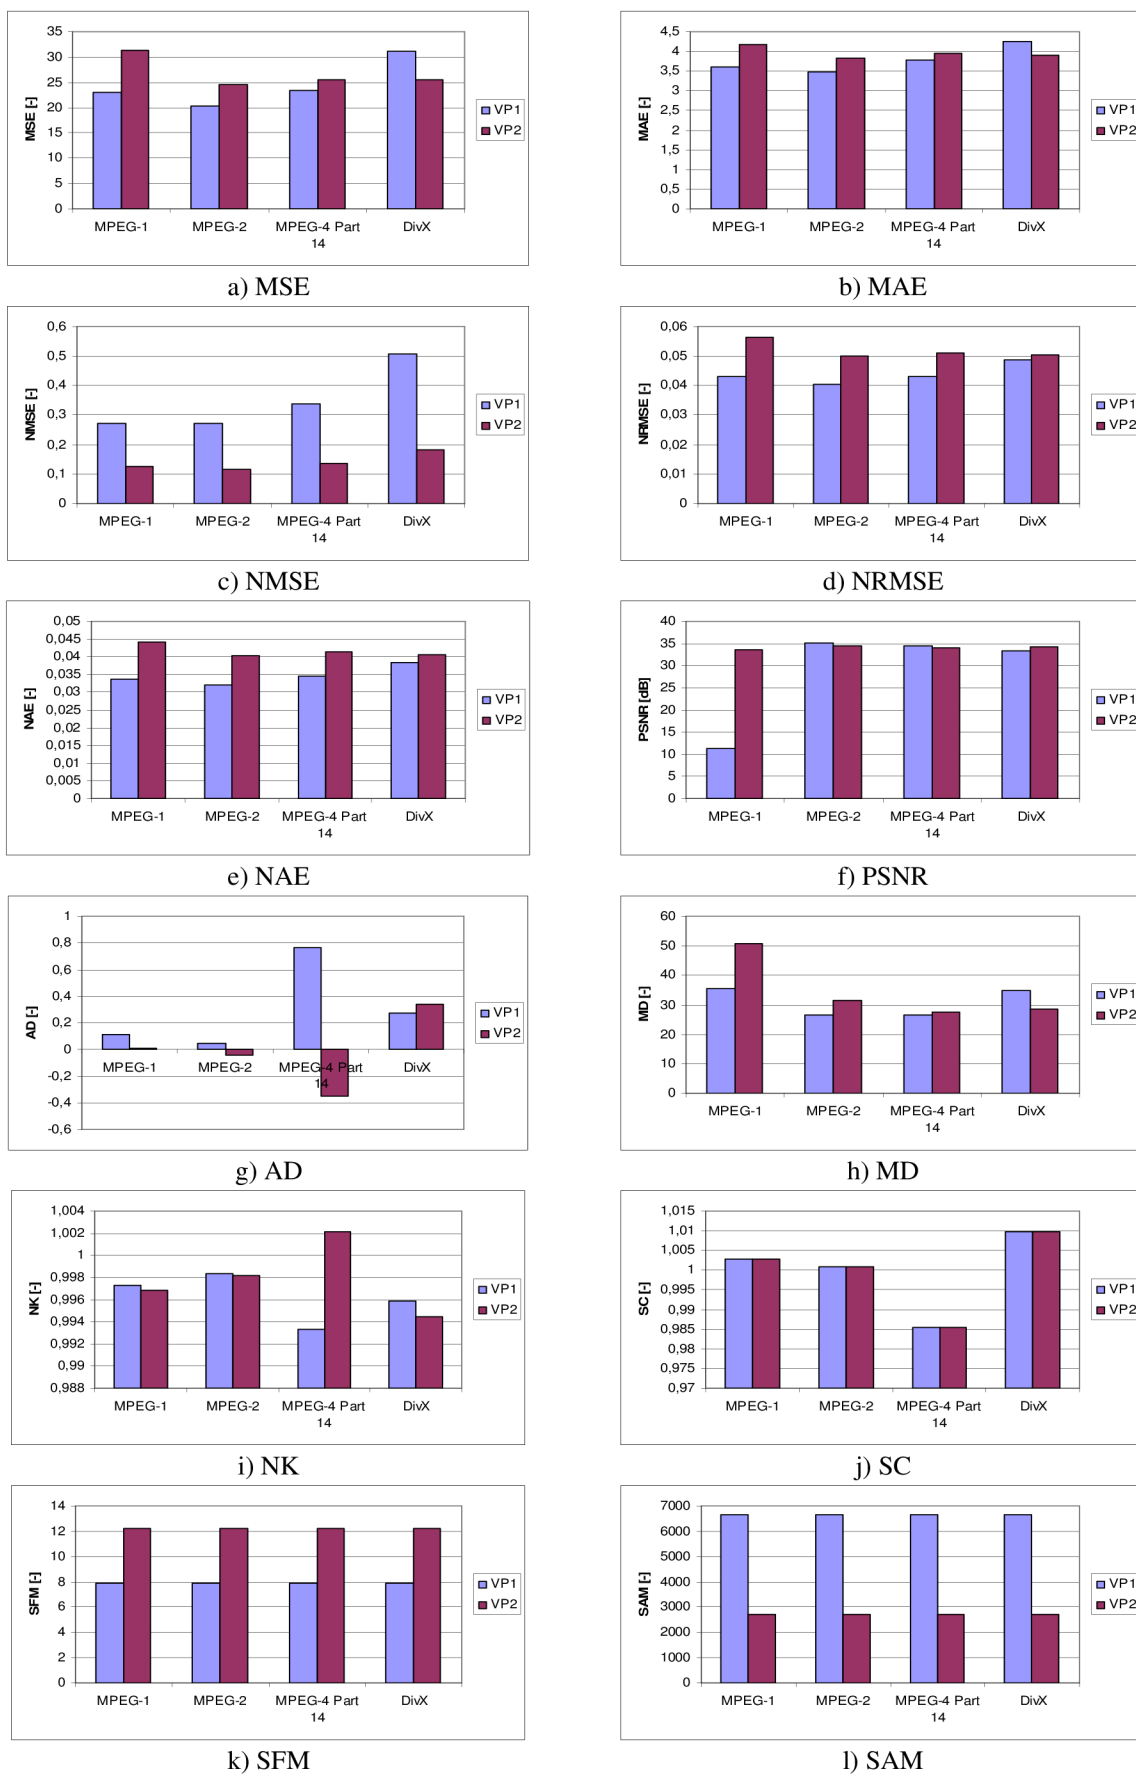 35
30
25
20
15
10
5
0
MSE [-]
MPEG-1 MPEG-2 MPEG-4 Part DivX
14
VP1
VP2
a) MSE
4,5
4
3,5
3
2,5
2
1,5
1
0,5
0
MAE [-]
MPEG-1 MPEG-2 MPEG-4 Part DivX
14
VP1
VP2
b) MAE
0,6
0,5
0,4
0,3
0,2
0,1
0
NMSE [-]
MPEG-1 MPEG-2 MPEG-4 Part DivX
14
VP1
VP2
c) NMSE
0,06
0,05
0,04
0,03
0,02
0,01
0
NRMSE [-]
MPEG-1 MPEG-2 MPEG-4 Part DivX
14
VP1
VP2
d) NRMSE
0,05
0,045
0,04
0,035
0,03
0,025
0,02
0,015
0,01
0,005
0
NAE [-]
MPEG-1 MPEG-2 MPEG-4 Part DivX
14
VP1
VP2
e) NAE
40
35
30
25
20
15
10
5
0
PSNR [dB]
MPEG-1 MPEG-2 MPEG-4 Part DivX
14
VP1
VP2
f) PSNR
1
0,8
0,6
0,4
0,2
0
-0,2
-0,4
-0,6
AD [-]
MPEG-1 MPEG-2 MPEG-4 Part DivX
14
VP1
VP2
g) AD
60
50
40
30
20
10
0
MD [-]
MPEG-1 MPEG-2 MPEG-4 Part DivX
14
VP1
VP2
h) MD
1,004
1,002
1
0,998
0,996
0,994
0,992
0,99
0,988
NK [-]
MPEG-1 MPEG-2 MPEG-4 Part DivX
14
VP1
VP2
i) NK
1,015
1,01
1,005
1
0,995
0,99
0,985
0,98
0,975
0,97
SC [-]
MPEG-1 MPEG-2 MPEG-4 Part DivX
14
VP1
VP2
j) SC
14
12
10
8
6
4
2
0
SFM [-]
MPEG-1 MPEG-2 MPEG-4 Part DivX
14
VP1
VP2
k) SFM
7000
6000
5000
4000
3000
2000
1000
0
SAM [-]
MPEG-1 MPEG-2 MPEG-4 Part DivX
14
VP1
VP2
l) SAM